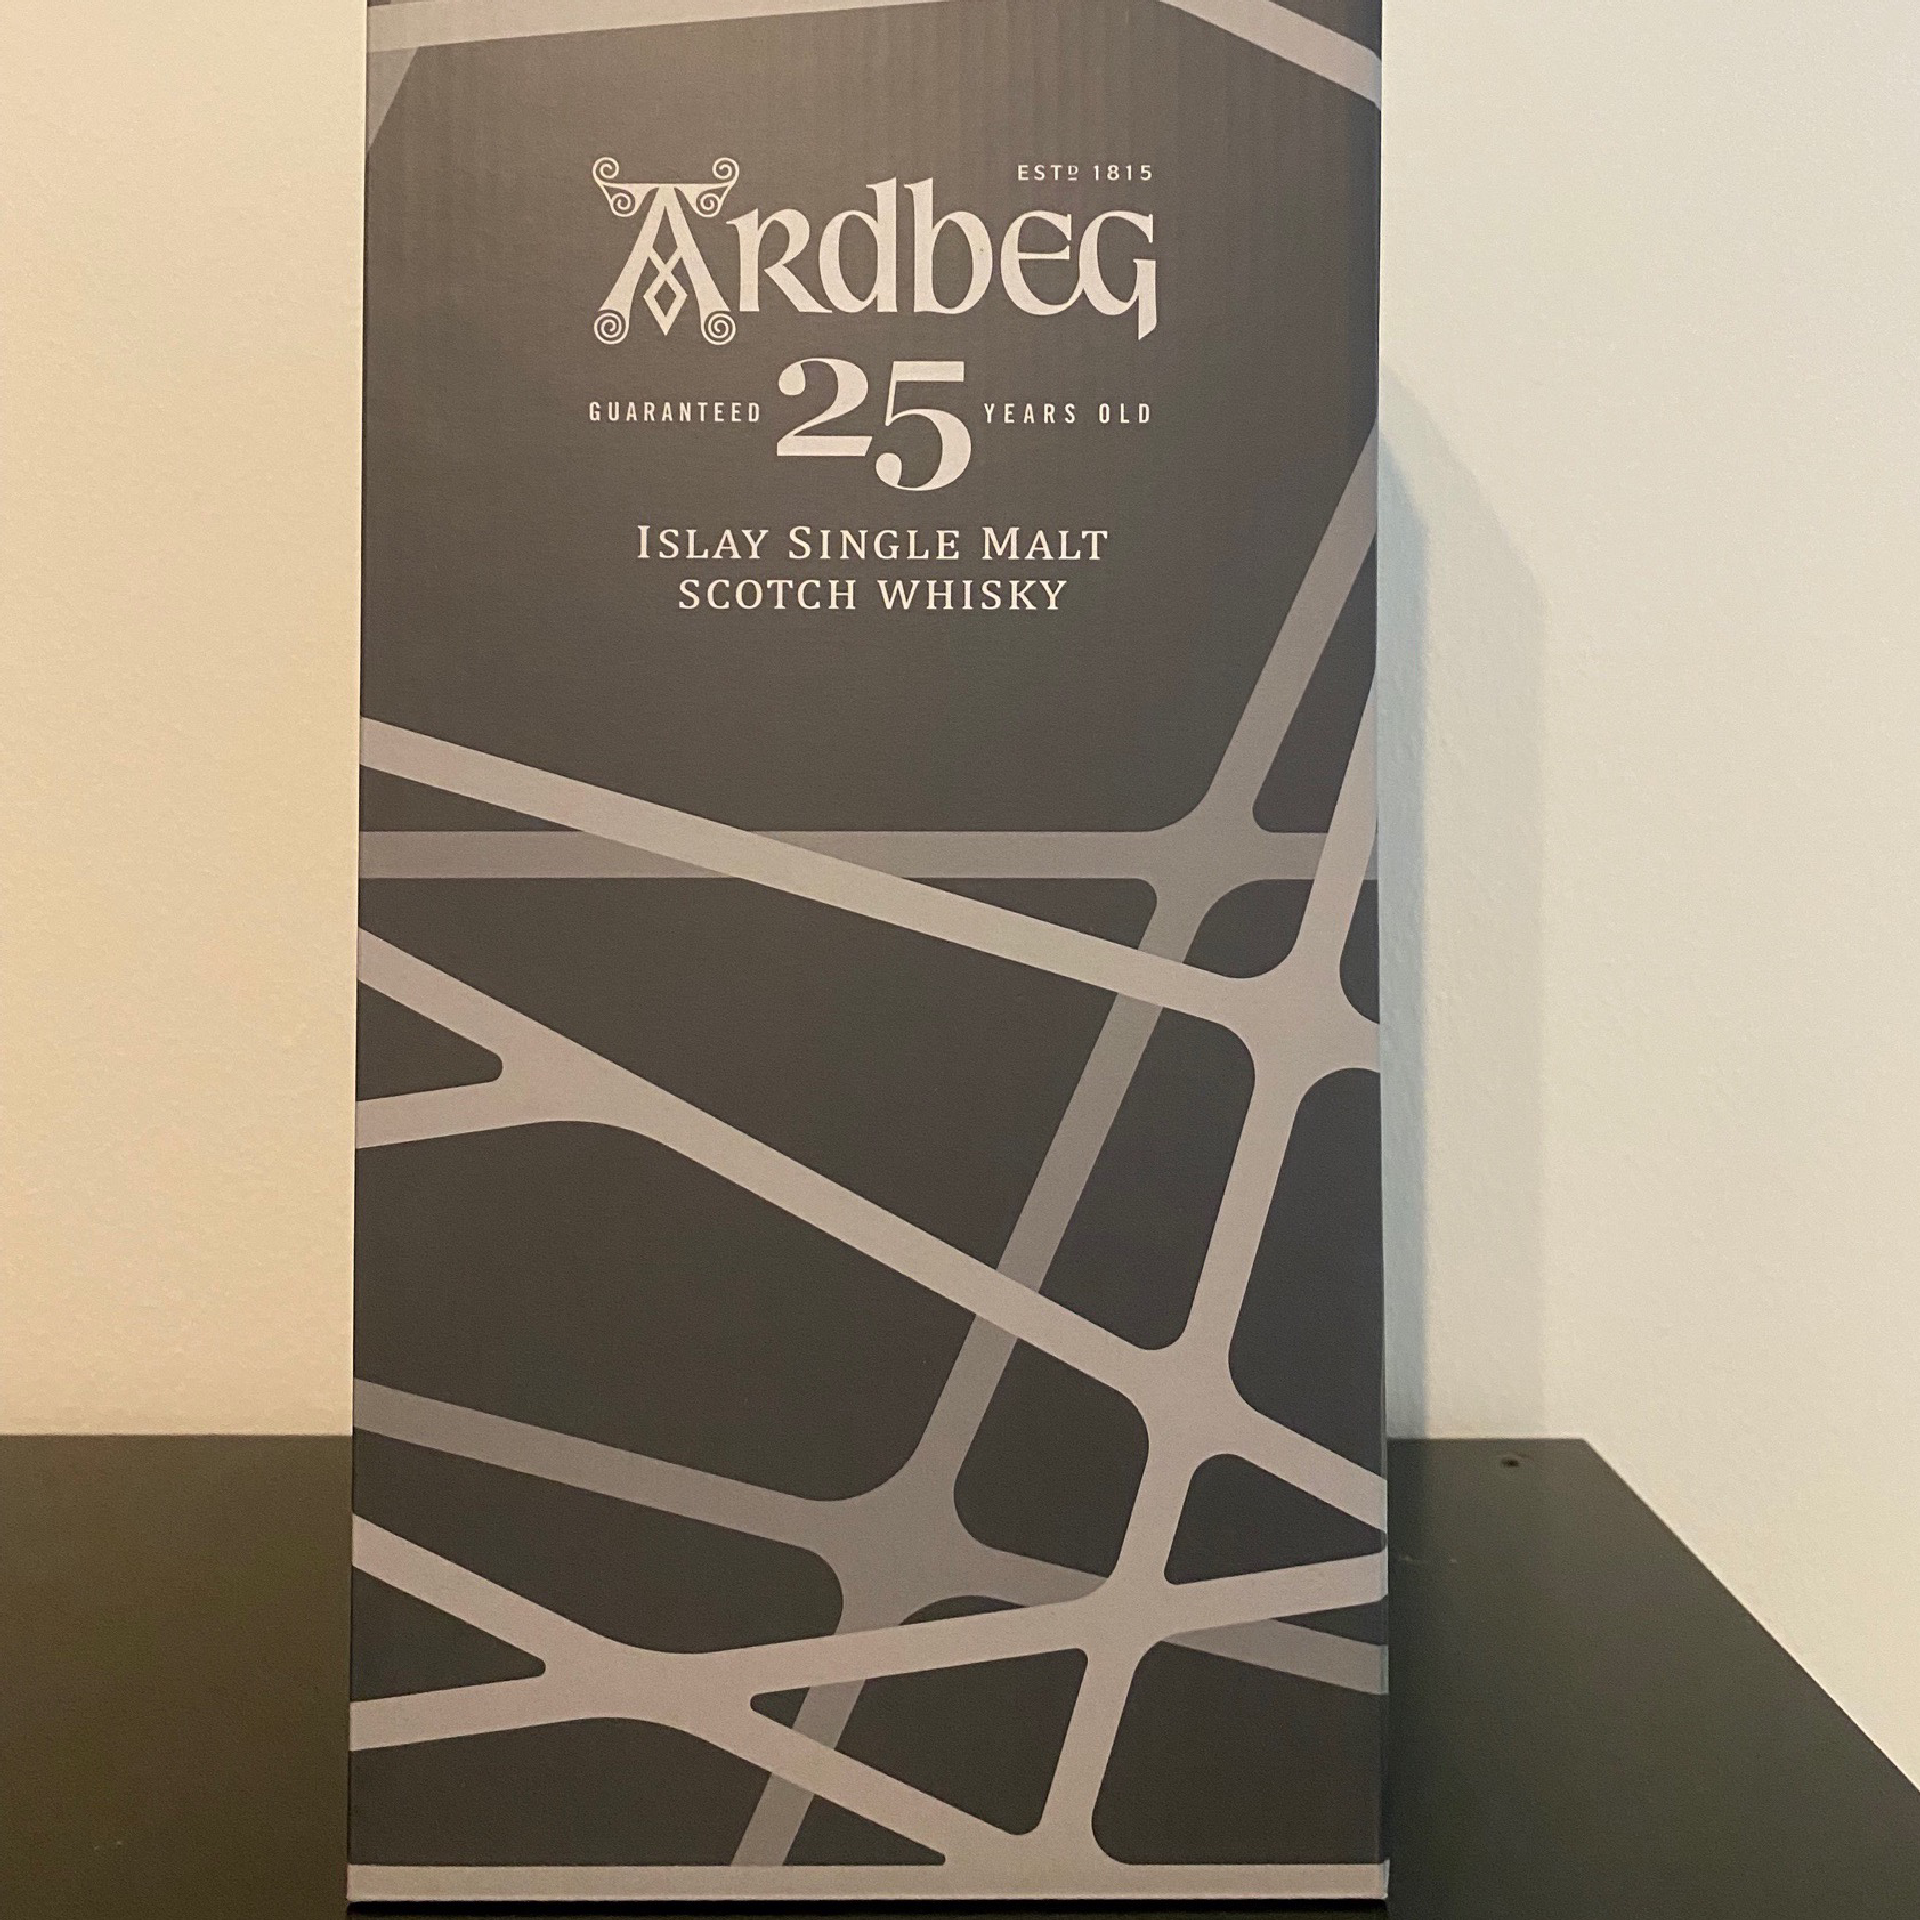 ESTD 1815
ARDBEG
GUARANTEED 25 YEARS OLD
ISLAY SINGLE MALT
SCOTCH WHISKY